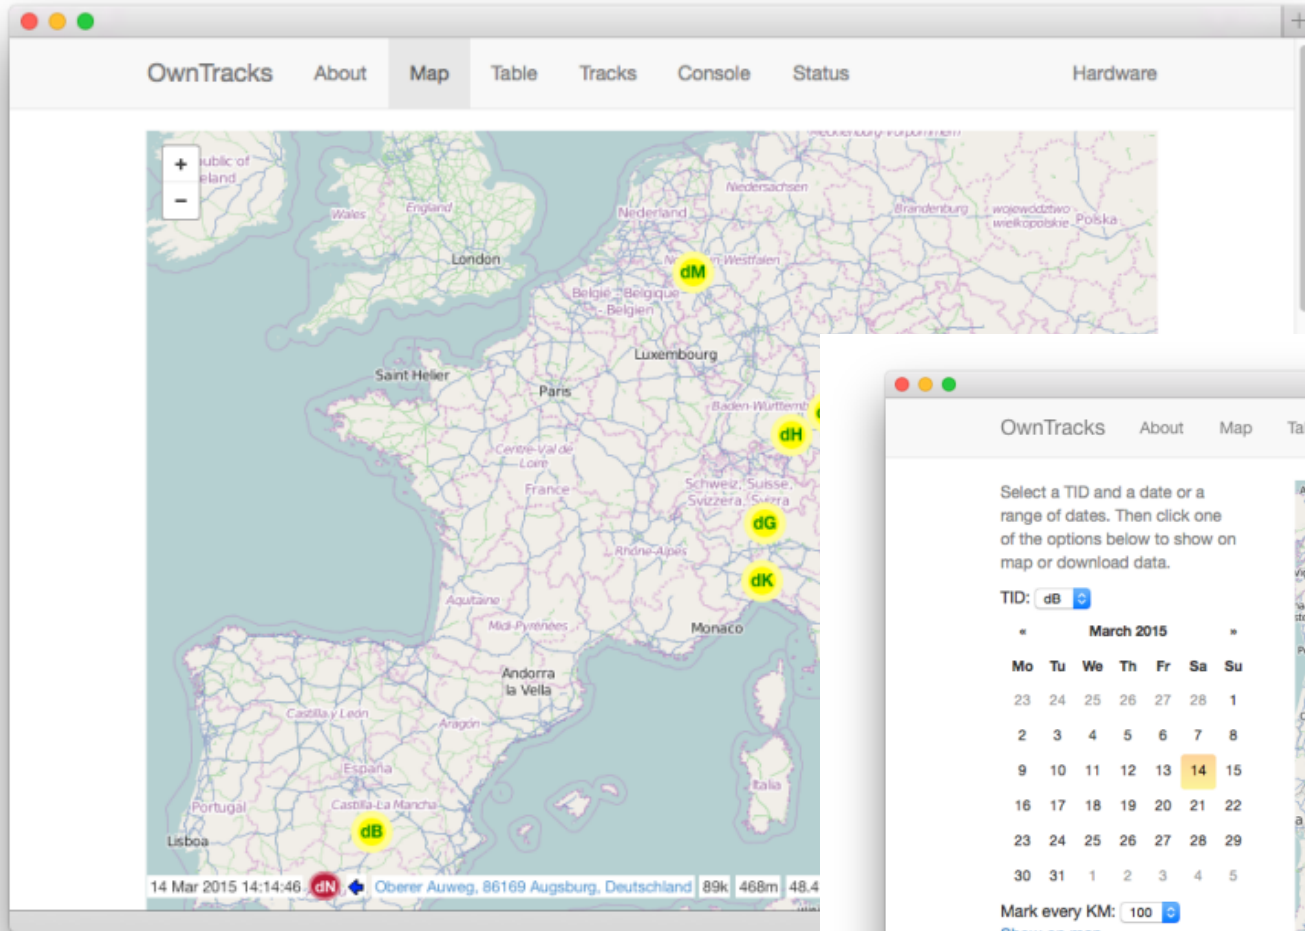 OwnTracks About Map Table Tracks Console Status Hardware
+
−
Wales
England
London
Nederland
Niedersachsen
Brandenburg
województwo
wielkopolskie
Polska
België - Belgique
- Belgien
Luxembourg
Saint Helier
Paris
Centre-Val de
Loire
France
Schweiz, Suisse,
Rhône-Alpes
Aquitaine
Midi-Pyrénées
Monaco
Andorra
la Vella
Castilla y León
Aragón
España
Castilla-La Mancha
Portugal
Lisboa
Italia
dM
dH
dG
dK
dB
14 Mar 2015 14:14:46 dN Oberer Auweg, 86169 Augsburg, Deutschland 89k 468m 48.4
OwnTracks About Map
Select a TID and a date or a
range of dates. Then click one
of the options below to show on
map or download data.
TID: dB
« March 2015 »
Mo Tu We Th Fr Sa Su
23 24 25 26 27 28 1
2 3 4 5 6 7 8
9 10 11 12 13 14 15
16 17 18 19 20 21 22
23 24 25 26 27 28 29
30 31 1 2 3 4 5
Mark every KM: 100